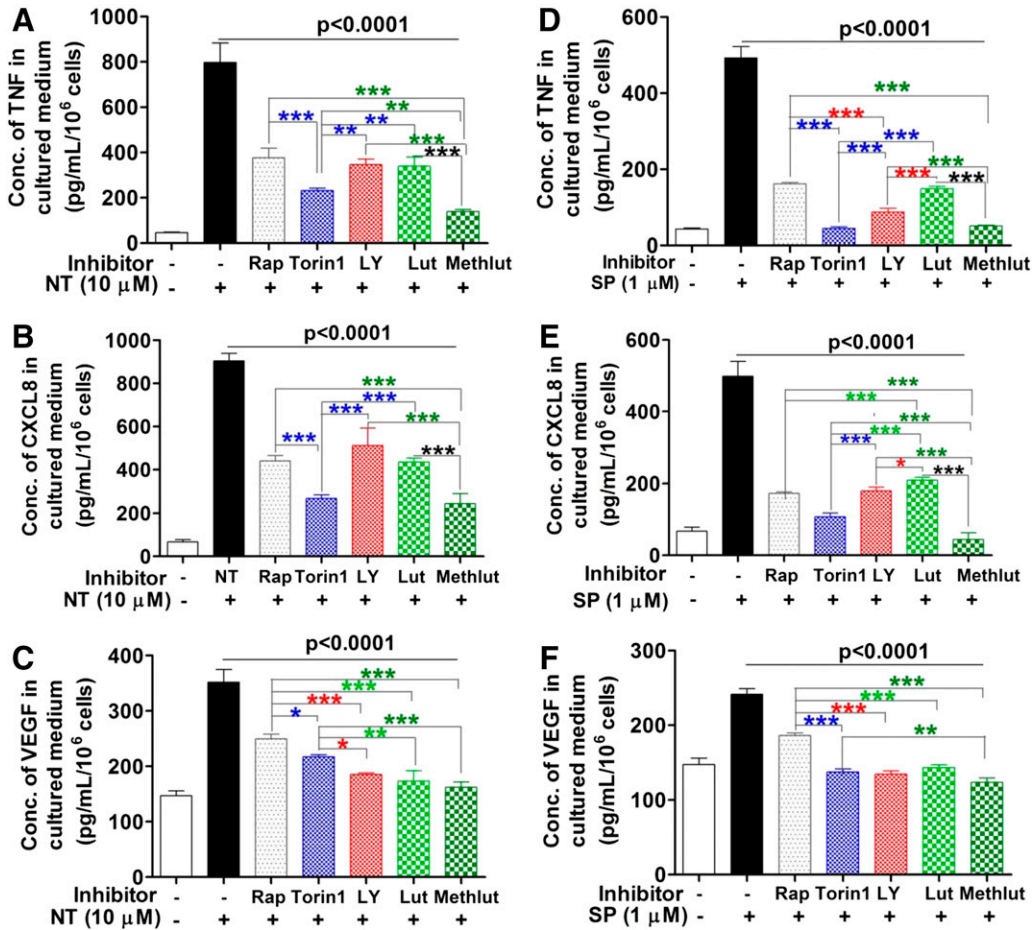 A
Conc. of TNF in
cultured medium
(pg/mL/10⁶ cells)
1000
800
600
400
200
0
p<0.0001
***
**
***
**
**
***
***
Inhibitor - - Rap Torin1 LY Lut Methlut
NT (10 μM) - + + + + + +
D
Conc. of TNF in
cultured medium
(pg/mL/10⁶ cells)
600
400
200
0
p<0.0001
***
***
***
***
***
***
***
***
Inhibitor - - Rap Torin1 LY Lut Methlut
SP (1 μM) - + + + + + +
B
Conc. of CXCL8 in
cultured medium
(pg/mL/10⁶ cells)
1000
800
600
400
200
0
p<0.0001
***
***
***
***
***
***
Inhibitor - NT Rap Torin1 LY Lut Methlut
NT (10 μM) - + + + + + +
E
Conc. of CXCL8 in
cultured medium
(pg/mL/10⁶ cells)
600
400
200
0
p<0.0001
***
***
***
***
***
***
*
***
Inhibitor - - Rap Torin1 LY Lut Methlut
SP (1 μM) - + + + + + +
C
Conc. of VEGF in
cultured medium
(pg/mL/10⁶ cells)
400
300
200
100
0
p<0.0001
***
***
***
*
***
**
*
Inhibitor - - Rap Torin1 LY Lut Methlut
NT (10 μM) - + + + + + +
F
Conc. of VEGF in
cultured medium
(pg/mL/10⁶ cells)
300
200
100
0
p<0.0001
***
***
***
***
**
Inhibitor - - Rap Torin1 LY Lut Methlut
SP (1 μM) - + + + + + +